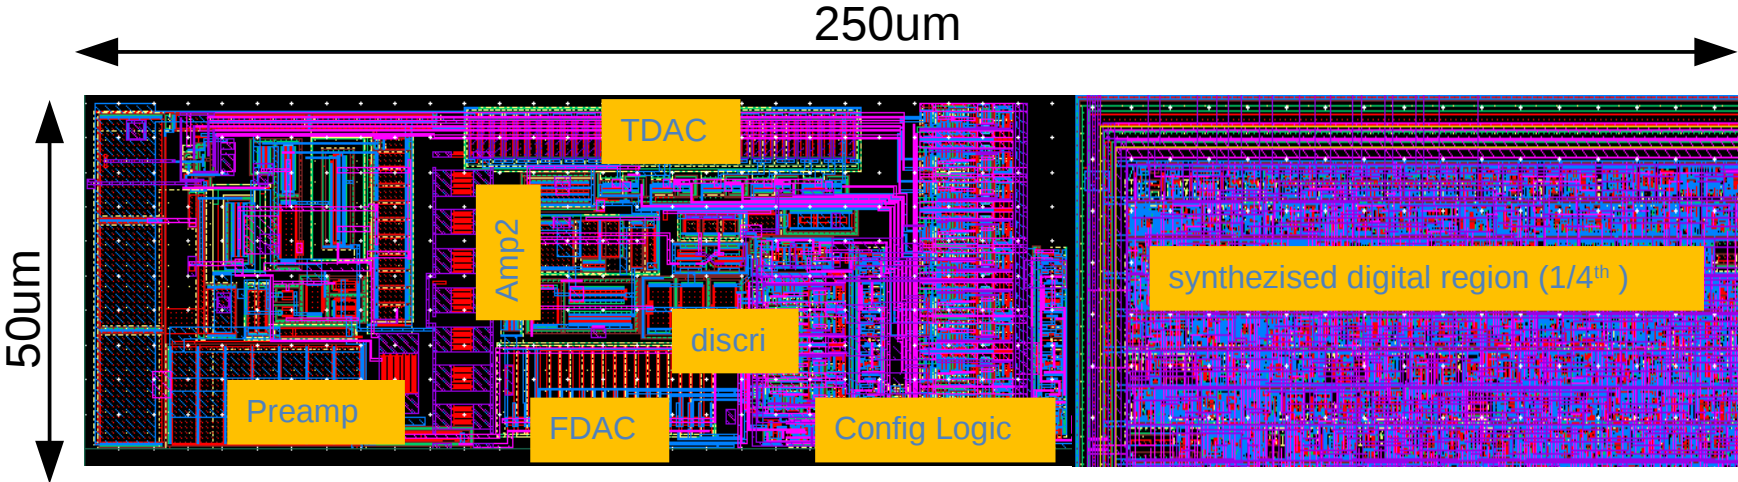 250um
50um
TDAC
Amp2
synthezised digital region (1/4th )
discri
Preamp
FDAC
Config Logic